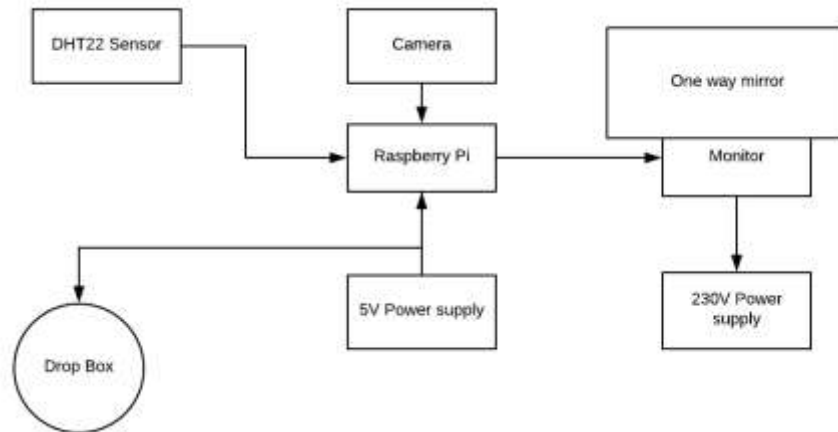 DHT22 Sensor
Camera
One way mirror
Raspberry Pi
Monitor
5V Power supply
230V Power
supply
Drop Box